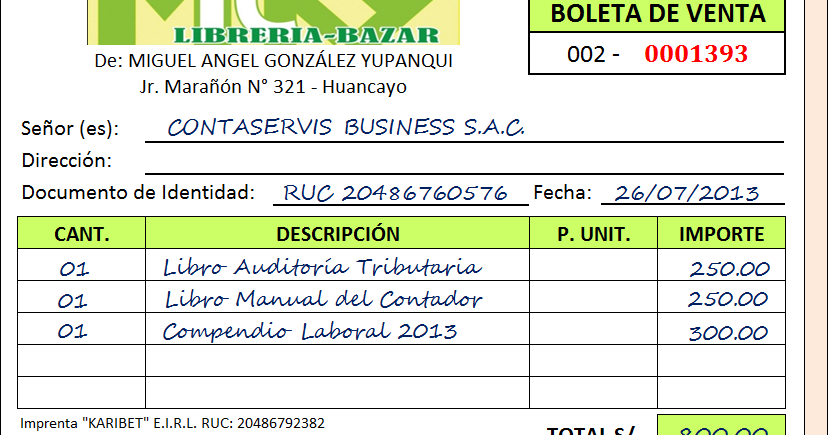 LIBRERIA-BAZAR
De: MIGUEL ANGEL GONZÁLEZ YUPANQUI
Jr. Marañón N° 321 - Huancayo
BOLETA DE VENTA
002 - 0001393
Señor (es): CONTASERVIS BUSINESS S.A.C.
Dirección:
Documento de Identidad: RUC 20486760576 Fecha: 26/07/2013
CANT. DESCRIPCIÓN P. UNIT. IMPORTE
01 Libro Auditoría Tributaria 250.00
01 Libro Manual del Contador 250.00
01 Compendio Laboral 2013 300.00
Imprenta "KARIBET" E.I.R.L. RUC: 20486792382
TOTAL S/. 800.00